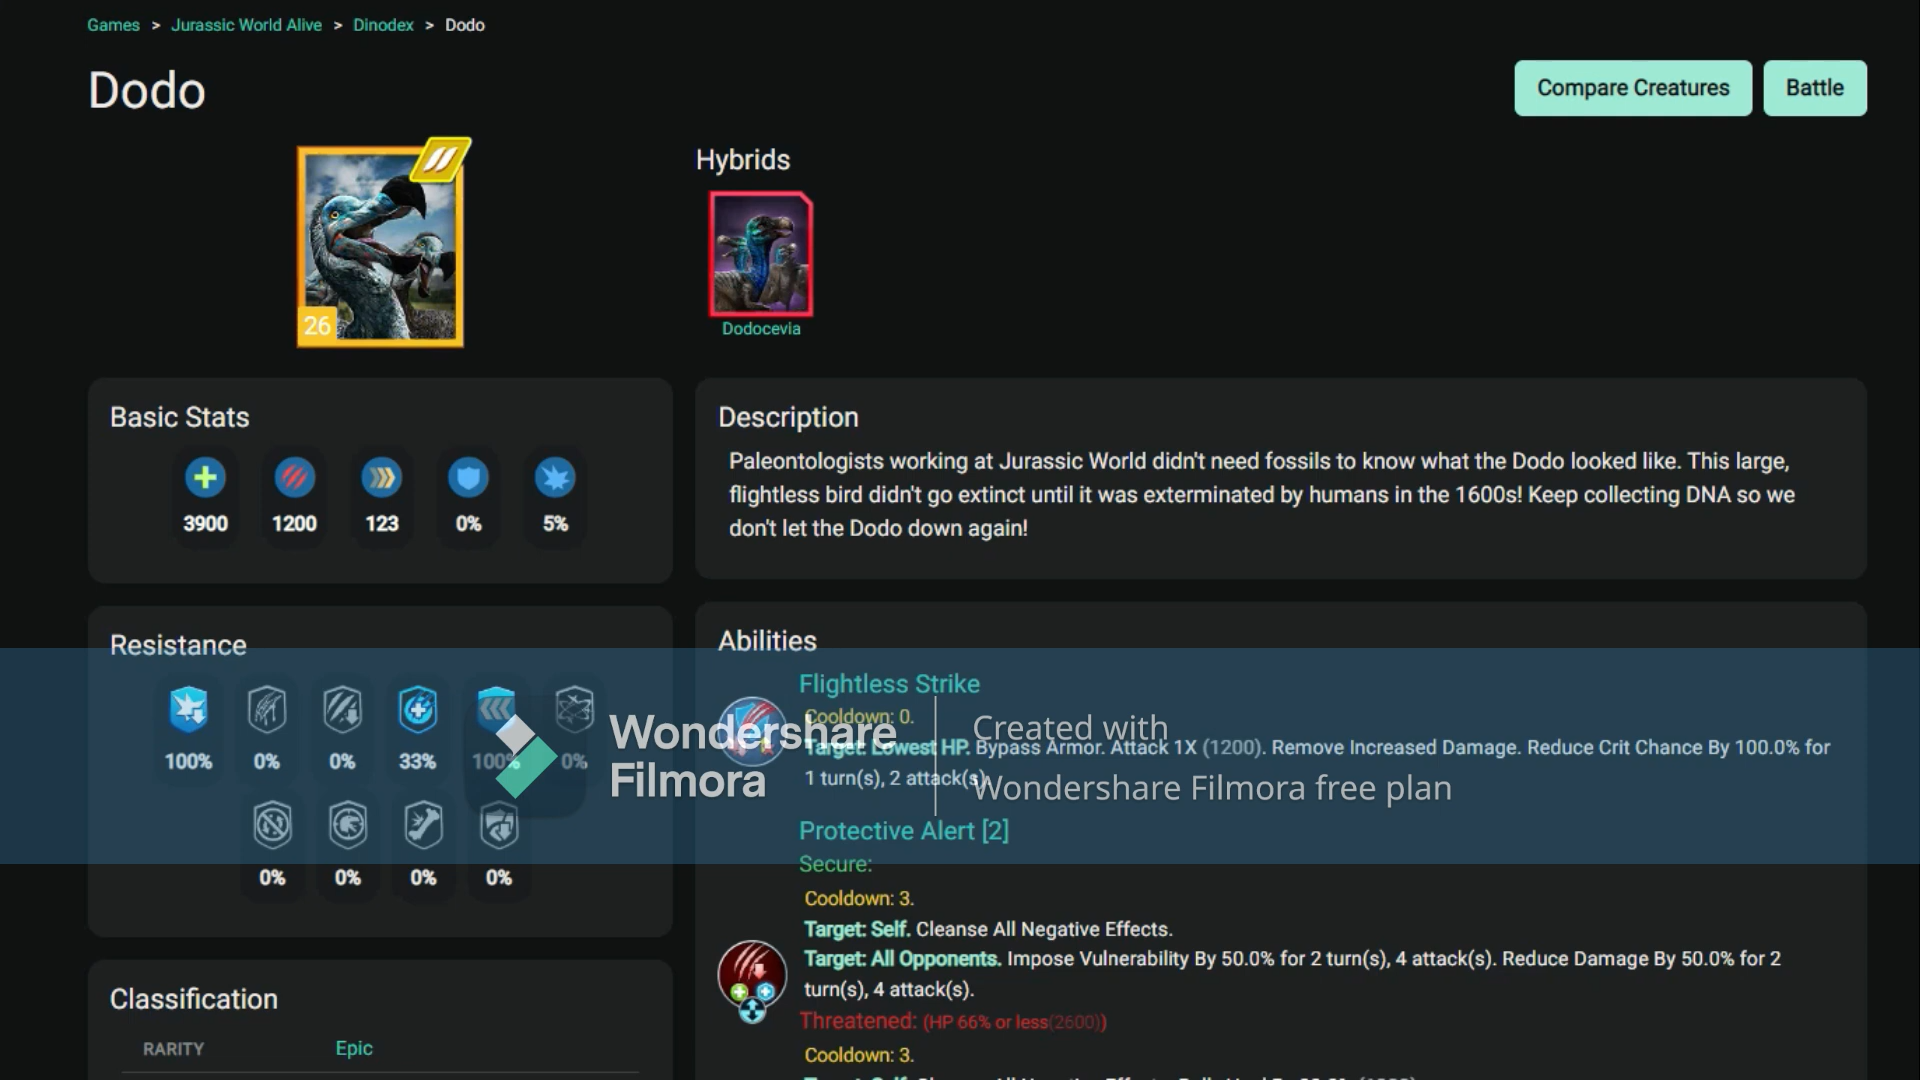 Games > Jurassic World Alive > Dinodex > Dodo
Dodo
Compare Creatures
Battle
26
Hybrids
Dodocevia
Basic Stats
3900 1200 123 0% 5%
Description
Paleontologists working at Jurassic World didn't need fossils to know what the Dodo looked like. This large,
flightless bird didn't go extinct until it was exterminated by humans in the 1600s! Keep collecting DNA so we
don't let the Dodo down again!
Resistance
100% 0% 0% 33% 100% 0%
0% 0% 0% 0%
Classification
RARITY Epic
Abilities
Flightless Strike
Cooldown: 0.
Target: Lowest HP. Bypass Armor. Attack 1X (1200). Remove Increased Damage. Reduce Crit Chance By 100.0% for
1 turn(s), 2 attack(s).
Protective Alert [2]
Secure:
Cooldown: 3.
Target: Self. Cleanse All Negative Effects.
Target: All Opponents. Impose Vulnerability By 50.0% for 2 turn(s), 4 attack(s). Reduce Damage By 50.0% for 2
turn(s), 4 attack(s).
Threatened: (HP 66% or less(2600))
Cooldown: 3.
Wondershare
Filmora
Created with
Wondershare Filmora free plan